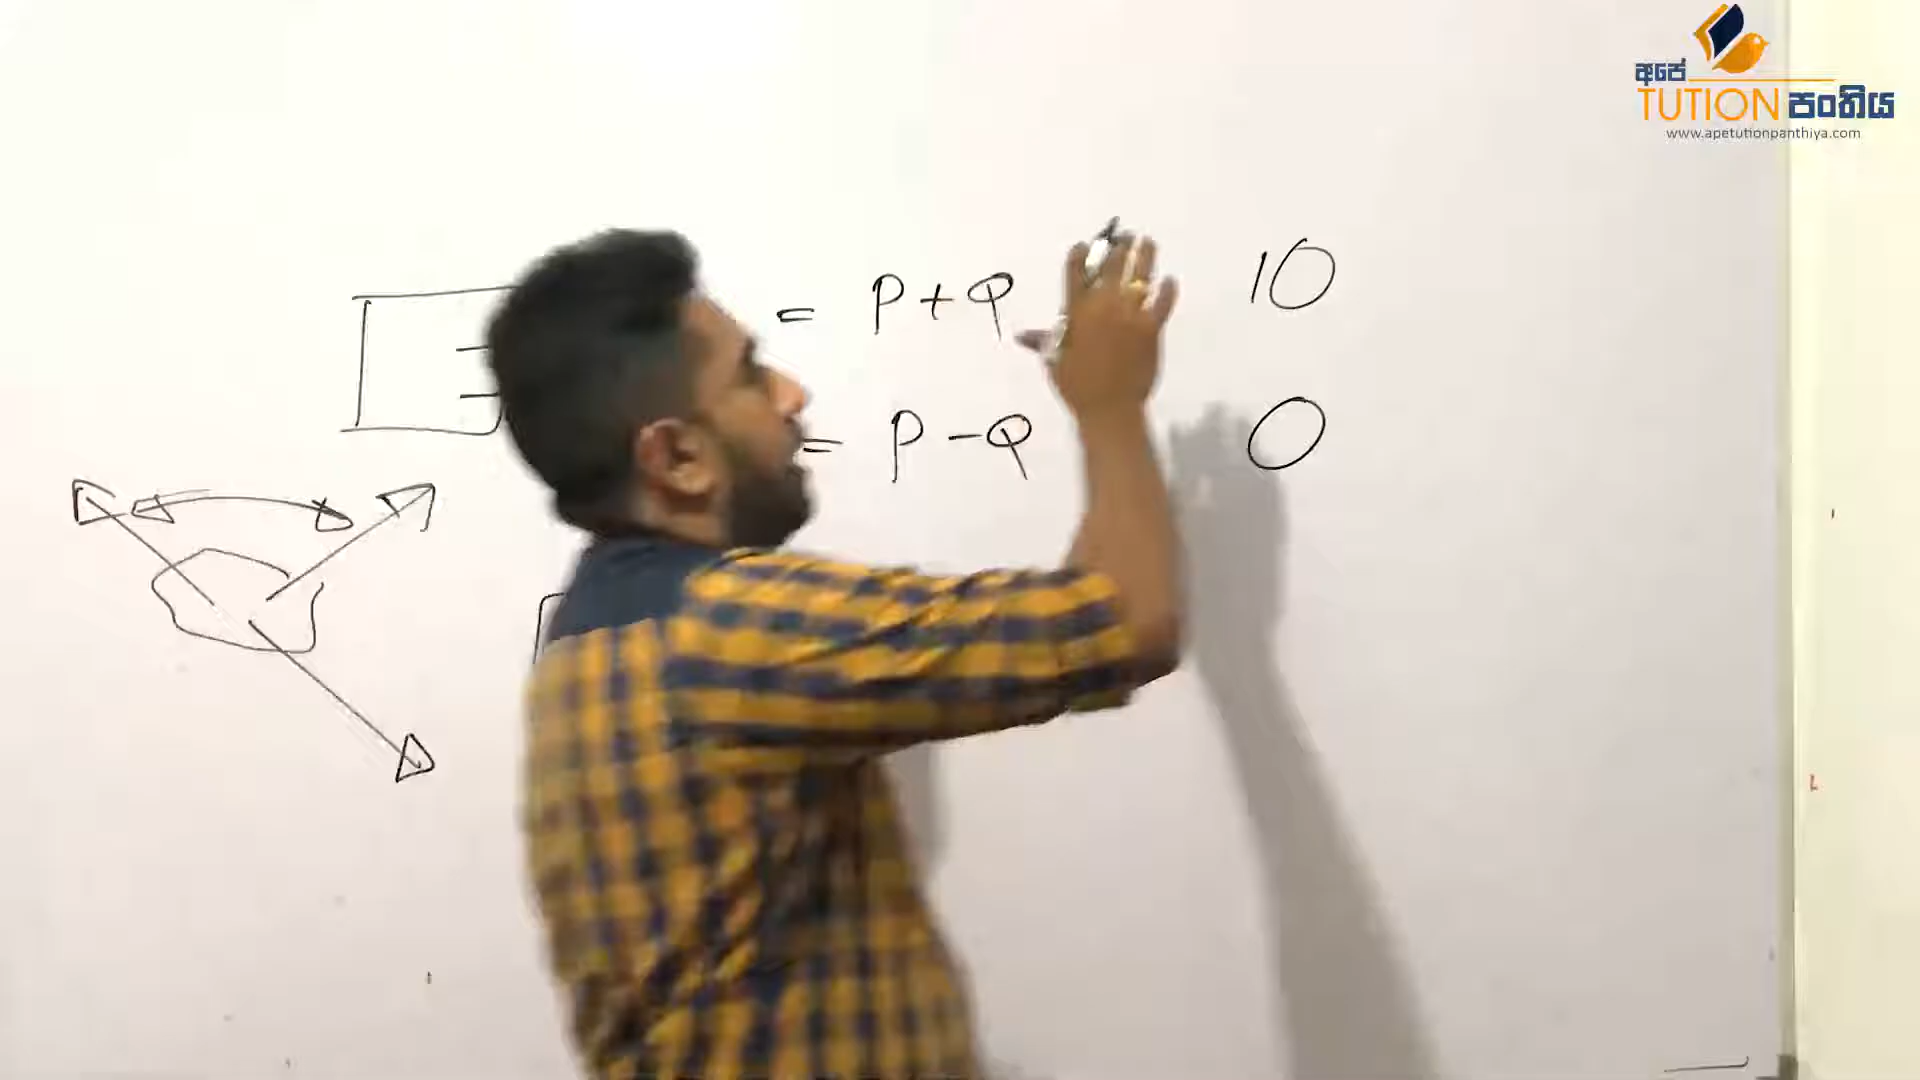 අපේ
TUTION පංතිය
www.apetutionpanthiya.com
= P + Q 10
= P - Q 0